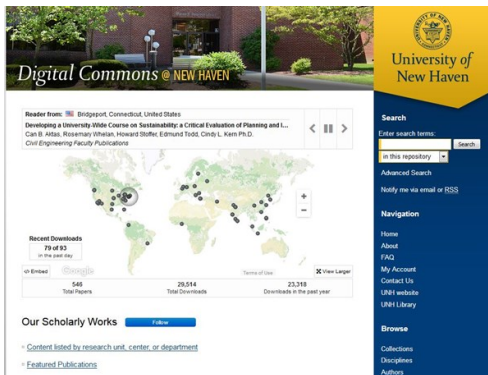 Digital Commons @ NEW HAVEN
University of
New Haven
Reader from: Bridgeport, Connecticut, United States
Developing a University-Wide Course on Sustainability: a Critical Evaluation of Planning and I...
Can B. Aktas, Rosemary Whelan, Howard Stoffer, Edmund Todd, Cindy L. Kern Ph.D.
Civil Engineering Faculty Publications
+
−
Recent Downloads
79 of 93
in the past day
</> Embed
Google
Terms of Use
View Larger
546
Total Papers
29,514
Total Downloads
23,318
Downloads in the past year
Our Scholarly Works
Follow
Content listed by research unit, center, or department
Featured Publications
Search
Enter search terms:
Search
in this repository
Advanced Search
Notify me via email or RSS
Navigation
Home
About
FAQ
My Account
Contact Us
UNH website
UNH Library
Browse
Collections
Disciplines
Authors